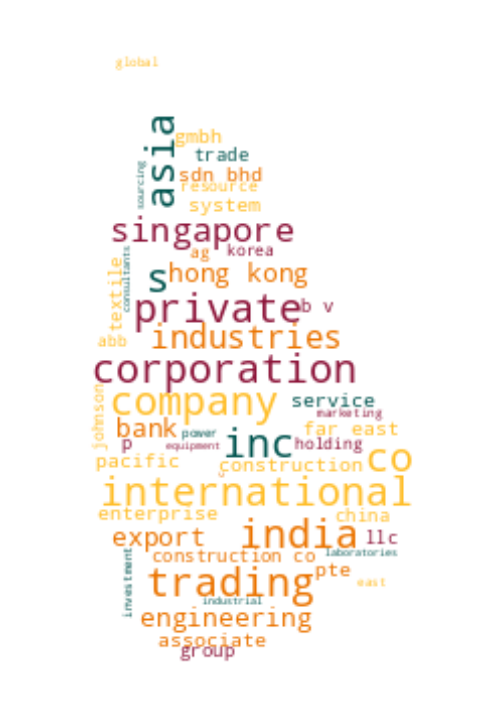 global
asia
gmbh
trade
sourcing
sdn bhd
resource
system
singapore
ag
korea
consultants
s
hong kong
textile
private
b v
abb
industries
corporation
johnson
company
service
marketing
bank
power
far east
p
equipment
inc
holding
pacific
c
construction
co
international
enterprise
china
export
india
llc
construction co
laboratories
investment
trading
pte
east
industrial
engineering
associate
group